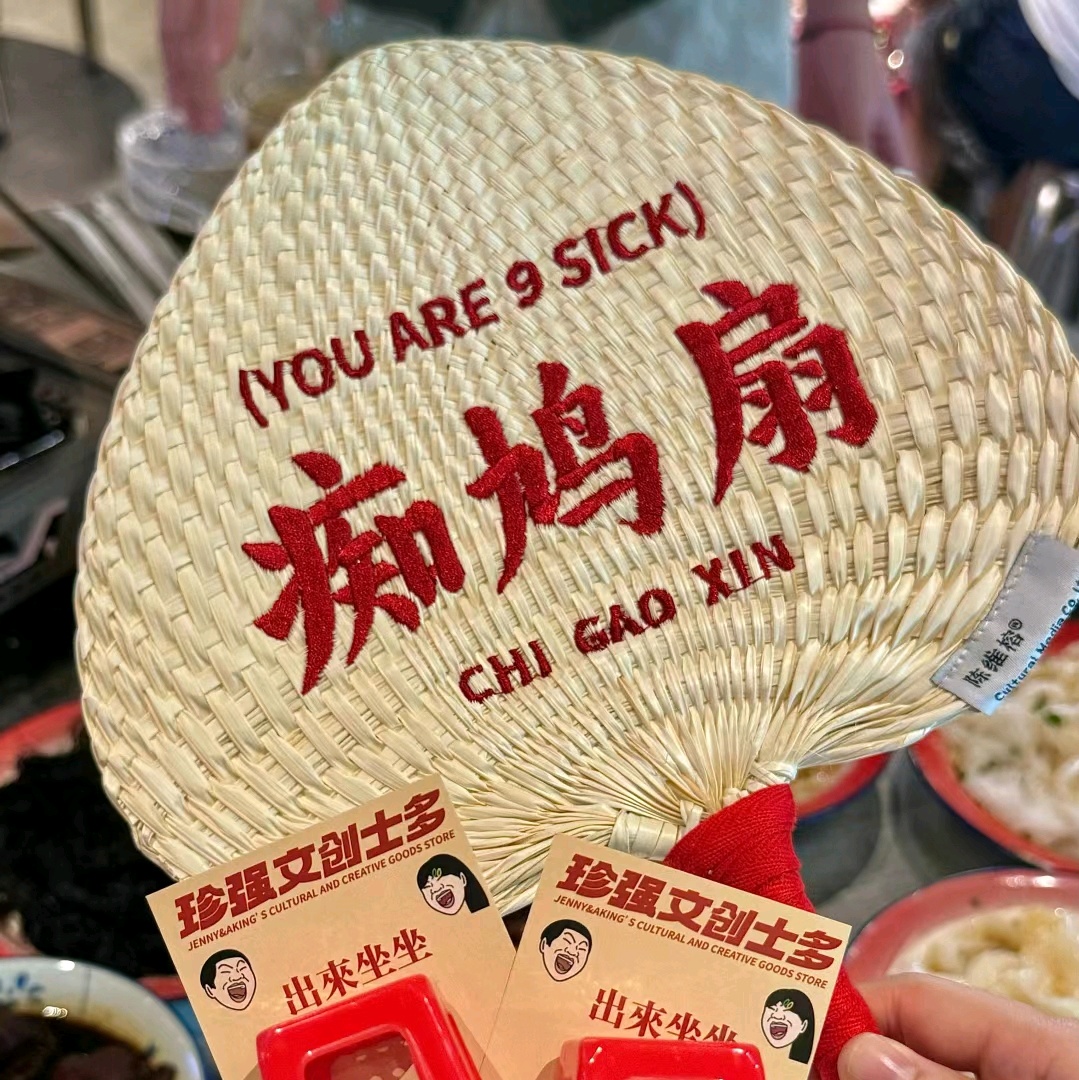 (YOU ARE 9 SICK)
痴鸠扇
CHI GAO XIN
陈维榕®
Cultural Media Co.
珍强文创士多
JENNY&AKING'S CULTURAL AND CREATIVE GOODS STORE
出來坐坐
珍强文创士多
JENNY&AKING'S CULTURAL AND CREATIVE GOODS STORE
出來坐坐